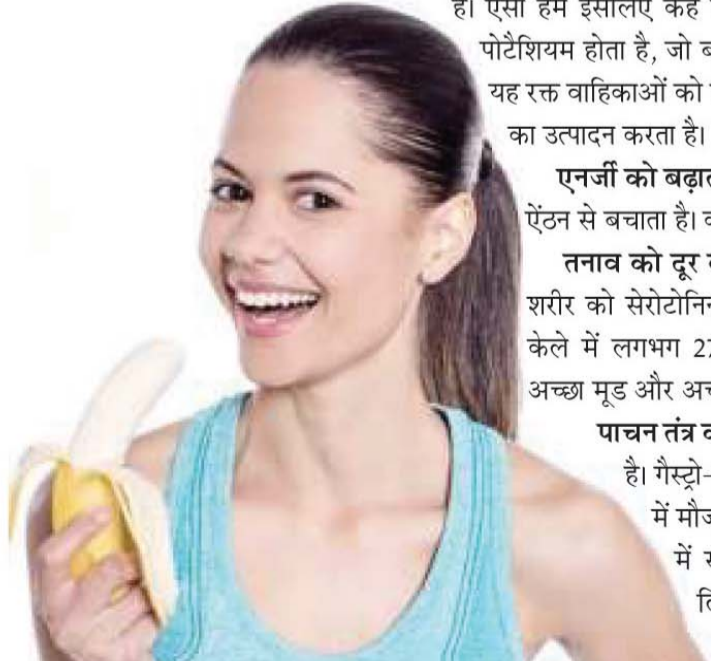 है। ऐसा हम इसलिए कह
पोटैशियम होता है, जो
यह रक्त वाहिकाओं को
का उत्पादन करता है।
एनर्जी को
ऐंठन से बचाता है।
तनाव को दूर
शरीर को सेरोटोनिन
केले में लगभग 27
अच्छा मूड और
पाचन तंत्र
है। गैस्ट्रो-
में
में